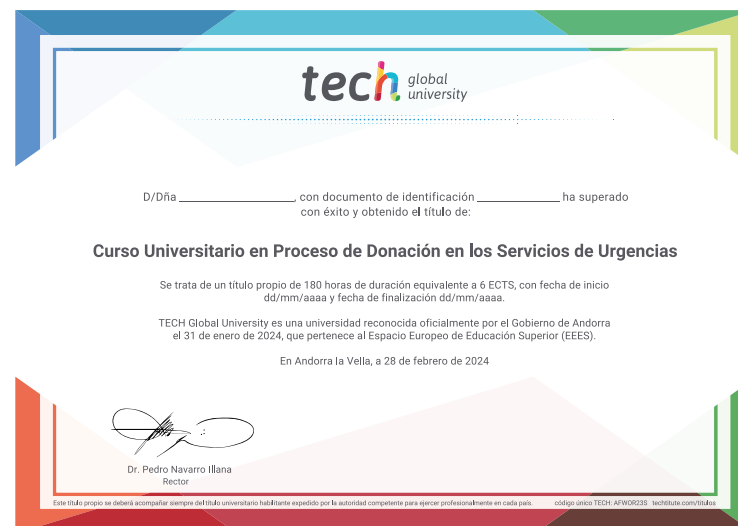 tech global university
D/Dña ____________________, con documento de identificación ______________ ha superado
con éxito y obtenido el título de:
Curso Universitario en Proceso de Donación en los Servicios de Urgencias
Se trata de un título propio de 180 horas de duración equivalente a 6 ECTS, con fecha de inicio
dd/mm/aaaa y fecha de finalización dd/mm/aaaa.
TECH Global University es una universidad reconocida oficialmente por el Gobierno de Andorra
el 31 de enero de 2024, que pertenece al Espacio Europeo de Educación Superior (EEES).
En Andorra la Vella, a 28 de febrero de 2024
Dr. Pedro Navarro Illana
Rector
Este título propio se deberá acompañar siempre del título universitario habilitante expedido por la autoridad competente para ejercer profesionalmente en cada país. código único TECH: AFWOR23S techtitute.com/títulos